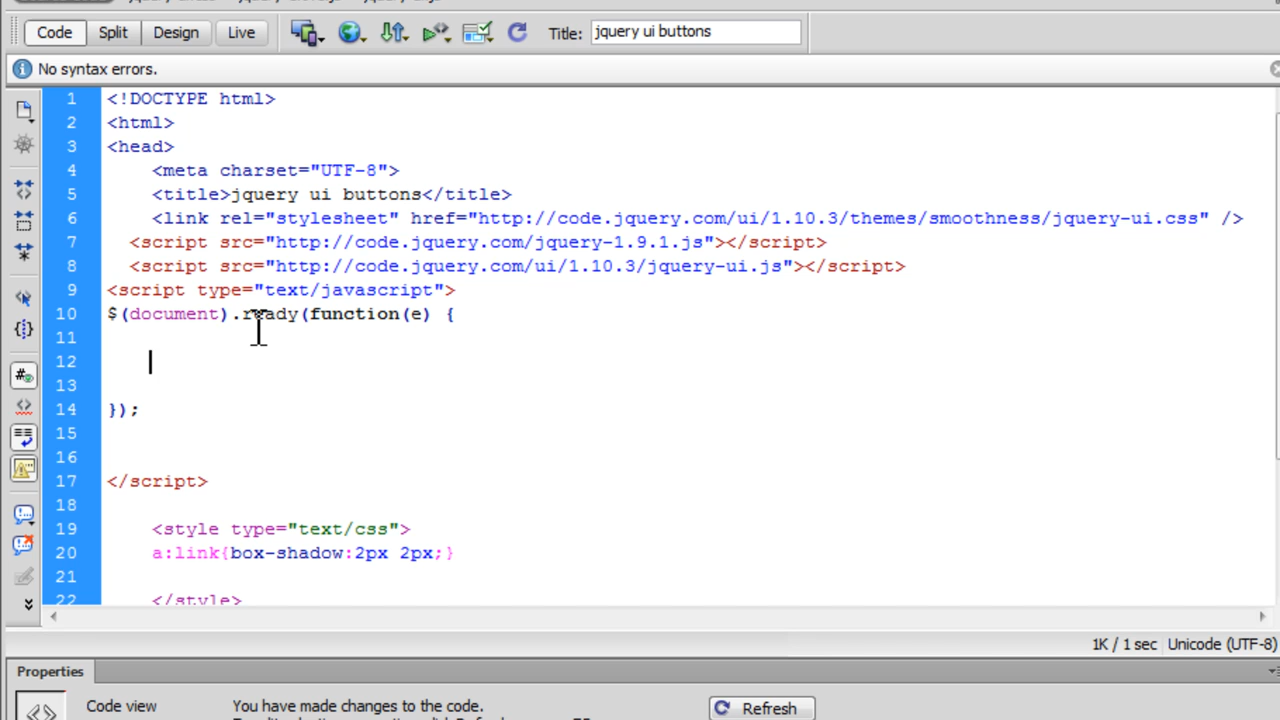 Code Split Design Live Title: jquery ui buttons
No syntax errors.
1 <!DOCTYPE html>
2 <html>
3 <head>
4 <meta charset="UTF-8">
5 <title>jquery ui buttons</title>
6 <link rel="stylesheet" href="http://code.jquery.com/ui/1.10.3/themes/smoothness/jquery-ui.css" />
7 <script src="http://code.jquery.com/jquery-1.9.1.js"></script>
8 <script src="http://code.jquery.com/ui/1.10.3/jquery-ui.js"></script>
9 <script type="text/javascript">
10 $(document).ready(function(e) {
11
12
13
14 });
15
16
17 </script>
18
19 <style type="text/css">
20 a:link{box-shadow:2px 2px;}
21
22 </style>
1K / 1 sec Unicode (UTF-8)
Properties
Code view You have made changes to the code. Refresh